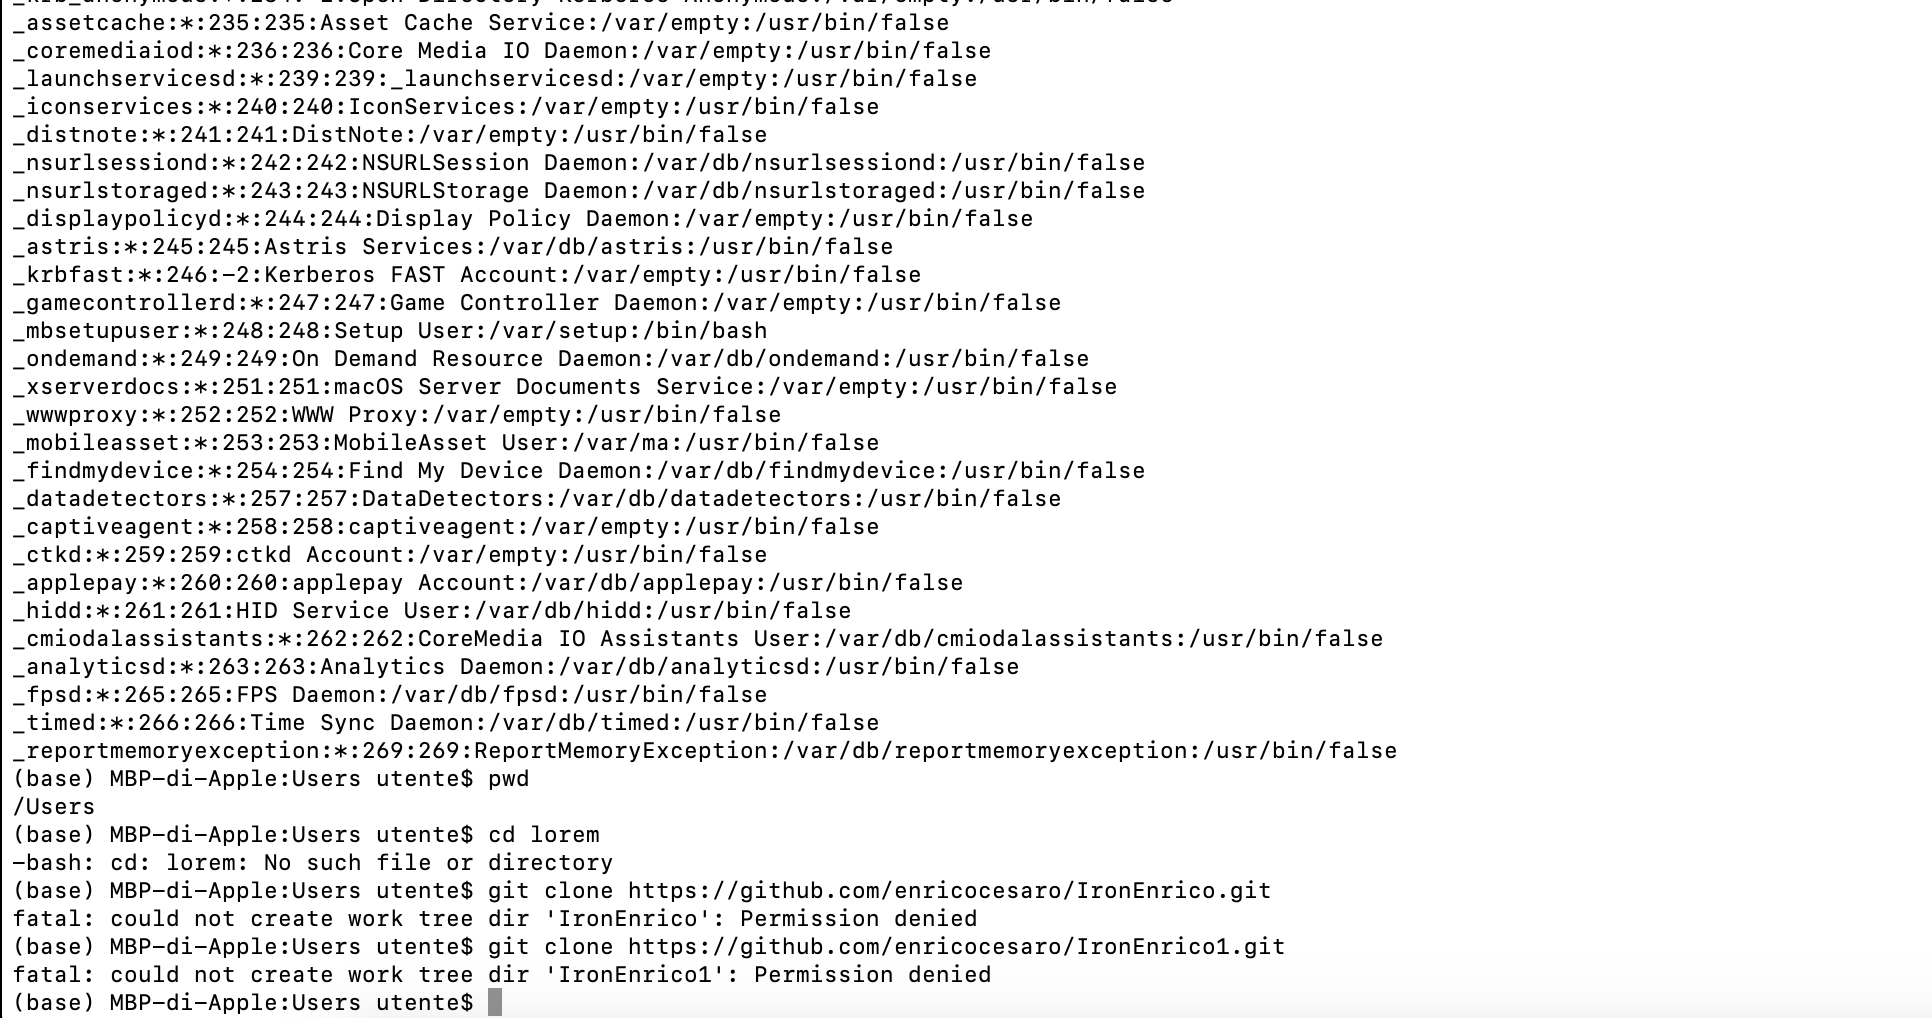 _assetcache:*:235:235:Asset Cache Service:/var/empty:/usr/bin/false
_coremediaiod:*:236:236:Core Media IO Daemon:/var/empty:/usr/bin/false
_launchservicesd:*:239:239:_launchservicesd:/var/empty:/usr/bin/false
_iconservices:*:240:240:IconServices:/var/empty:/usr/bin/false
_distnote:*:241:241:DistNote:/var/empty:/usr/bin/false
_nsurlsessiond:*:242:242:NSURLSession Daemon:/var/db/nsurlsessiond:/usr/bin/false
_nsurlstoraged:*:243:243:NSURLStorage Daemon:/var/db/nsurlstoraged:/usr/bin/false
_displaypolicyd:*:244:244:Display Policy Daemon:/var/empty:/usr/bin/false
_astris:*:245:245:Astris Services:/var/db/astris:/usr/bin/false
_krbfast:*:246:-2:Kerberos FAST Account:/var/empty:/usr/bin/false
_gamecontrollerd:*:247:247:Game Controller Daemon:/var/empty:/usr/bin/false
_mbsetupuser:*:248:248:Setup User:/var/setup:/bin/bash
_ondemand:*:249:249:On Demand Resource Daemon:/var/db/ondemand:/usr/bin/false
_xserverdocs:*:251:251:macOS Server Documents Service:/var/empty:/usr/bin/false
_wwwproxy:*:252:252:WWW Proxy:/var/empty:/usr/bin/false
_mobileasset:*:253:253:MobileAsset User:/var/ma:/usr/bin/false
_findmydevice:*:254:254:Find My Device Daemon:/var/db/findmydevice:/usr/bin/false
_datadetectors:*:257:257:DataDetectors:/var/db/datadetectors:/usr/bin/false
_captiveagent:*:258:258:captiveagent:/var/empty:/usr/bin/false
_ctkd:*:259:259:ctkd Account:/var/empty:/usr/bin/false
_applepay:*:260:260:applepay Account:/var/db/applepay:/usr/bin/false
_hidd:*:261:261:HID Service User:/var/db/hidd:/usr/bin/false
_cmiodalassistants:*:262:262:CoreMedia IO Assistants User:/var/db/cmiodalassistants:/usr/bin/false
_analyticsd:*:263:263:Analytics Daemon:/var/db/analyticsd:/usr/bin/false
_fpsd:*:265:265:FPS Daemon:/var/db/fpsd:/usr/bin/false
_timed:*:266:266:Time Sync Daemon:/var/db/timed:/usr/bin/false
_reportmemoryexception:*:269:269:ReportMemoryException:/var/db/reportmemoryexception:/usr/bin/false
(base) MBP-di-Apple:Users utente$ pwd
/Users
(base) MBP-di-Apple:Users utente$ cd lorem
-bash: cd: lorem: No such file or directory
(base) MBP-di-Apple:Users utente$ git clone https://github.com/enricocesaro/IronEnrico.git
fatal: could not create work tree dir 'IronEnrico': Permission denied
(base) MBP-di-Apple:Users utente$ git clone https://github.com/enricocesaro/IronEnrico1.git
fatal: could not create work tree dir 'IronEnrico1': Permission denied
(base) MBP-di-Apple:Users utente$